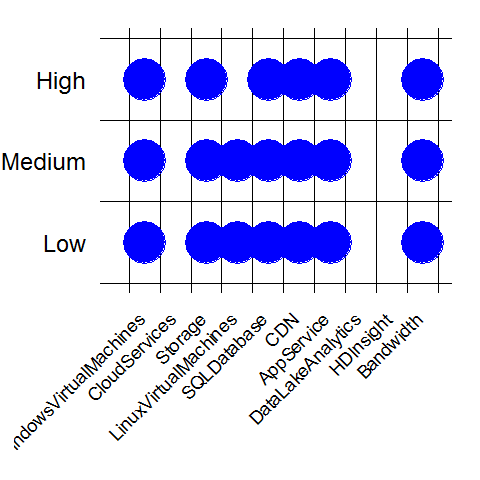 High
Medium
Low
ndowsVirtualMachines
CloudServices
Storage
LinuxVirtualMachines
SQLDatabase
CDN
AppService
DataLakeAnalytics
HDInsight
Bandwidth